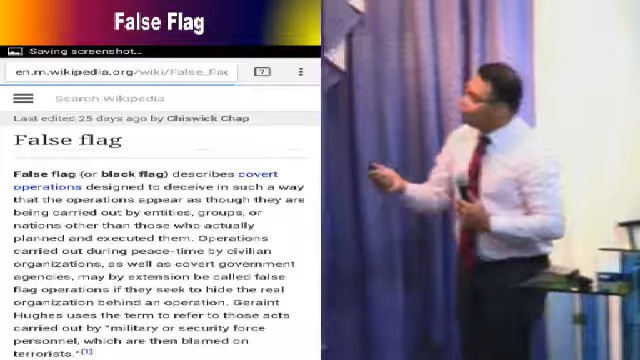 False Flag
Saving screenshot...
en.m.wikipedia.org/wiki/False_flag
7
Search Wikipedia
Last edited 25 days ago by Chiswick Chap
False flag
False flag (or black flag) describes covert
operations designed to deceive in such a way
that the operations appear as though they are
being carried out by entities, groups, or
nations other than those who actually
planned and executed them. Operations
carried out during peace-time by civilian
organizations, as well as covert government
agencies, may by extension be called false
flag operations if they seek to hide the real
organization behind an operation. Geraint
Hughes uses the term to refer to those acts
carried out by "military or security force
personnel, which are then blamed on
terrorists."[1]